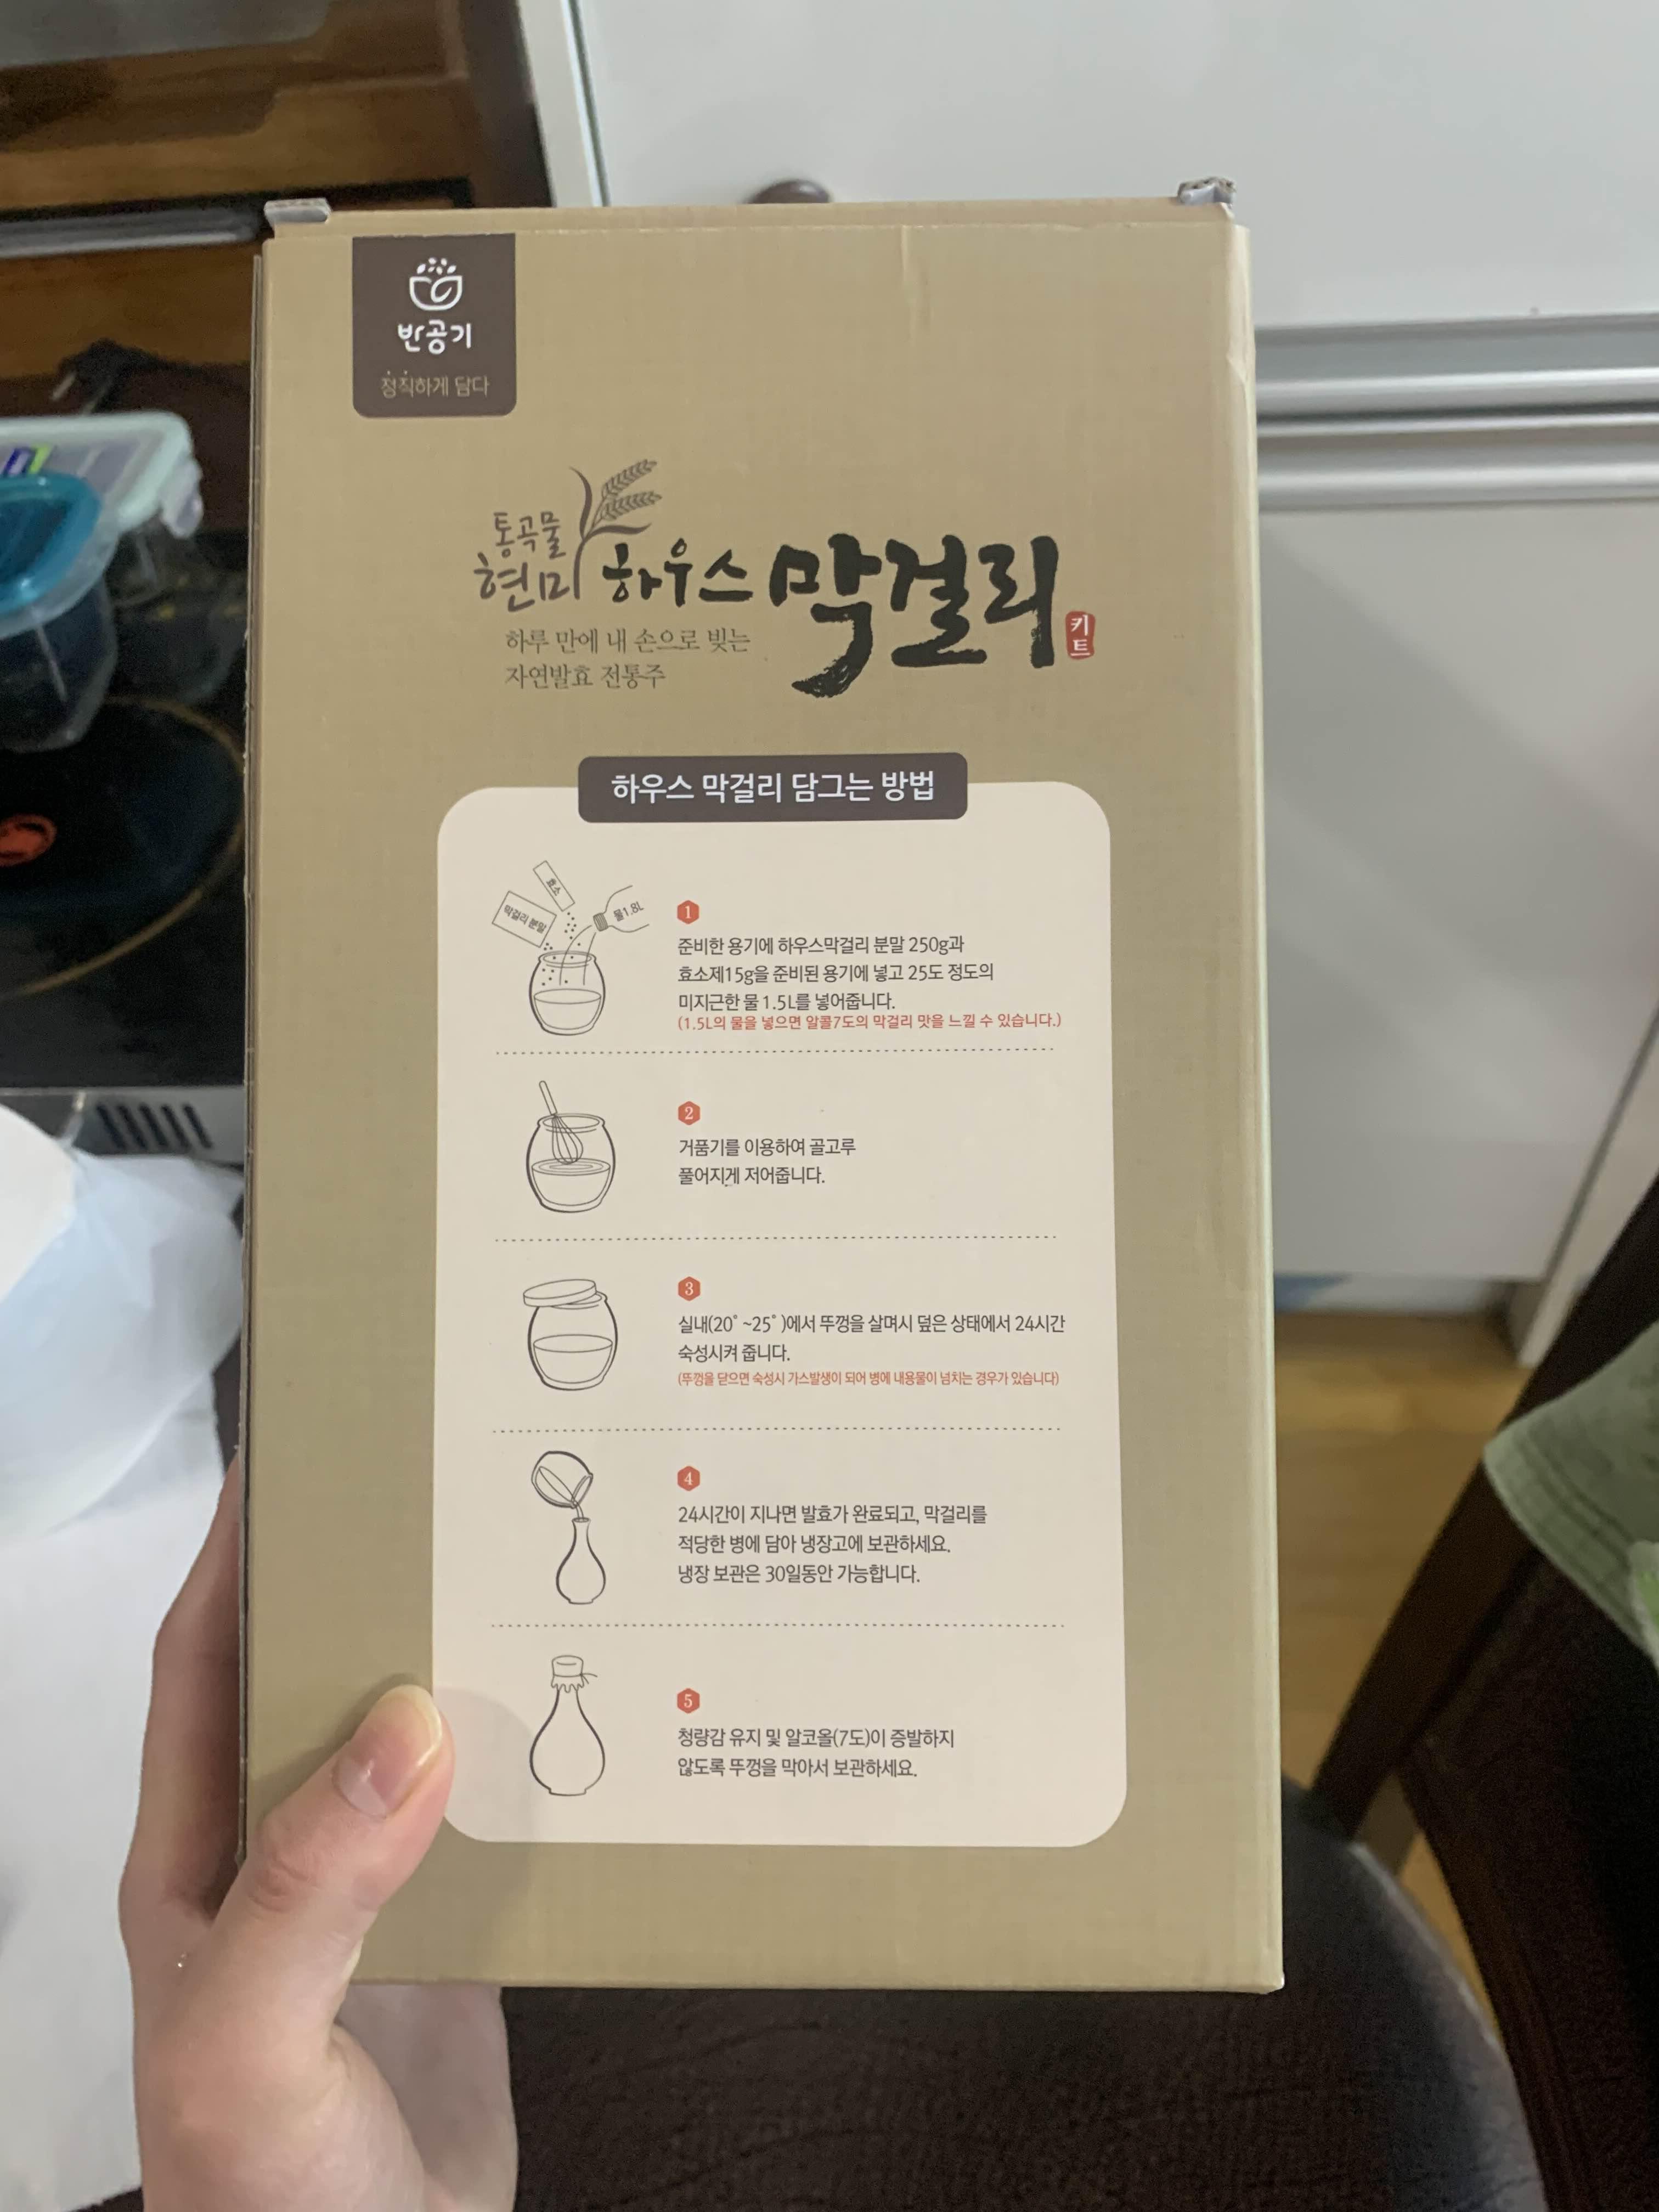 반공기
정직하게 담다
통곡물
현미 하우스 막걸리
키트
하루 만에 내 손으로 빚는
자연발효 전통주
하우스 막걸리 담그는 방법
효소
막걸리 분말
물1.8L
1
준비한 용기에 하우스막걸리 분말 250g과
효소제15g을 준비된 용기에 넣고 25도 정도의
미지근한 물 1.5L를 넣어줍니다.
(1.5L의 물을 넣으면 알콜7도의 막걸리 맛을 느낄 수 있습니다.)
2
거품기를 이용하여 골고루
풀어지게 저어줍니다.
3
실내(20˚ ~25˚ )에서 뚜껑을 살며시 덮은 상태에서 24시간
숙성시켜 줍니다.
(뚜껑을 닫으면 숙성시 가스발생이 되어 병에 내용물이 넘치는 경우가 있습니다)
4
24시간이 지나면 발효가 완료되고, 막걸리를
적당한 병에 담아 냉장고에 보관하세요.
냉장 보관은 30일동안 가능합니다.
5
청량감 유지 및 알코올(7도)이 증발하지
않도록 뚜껑을 막아서 보관하세요.